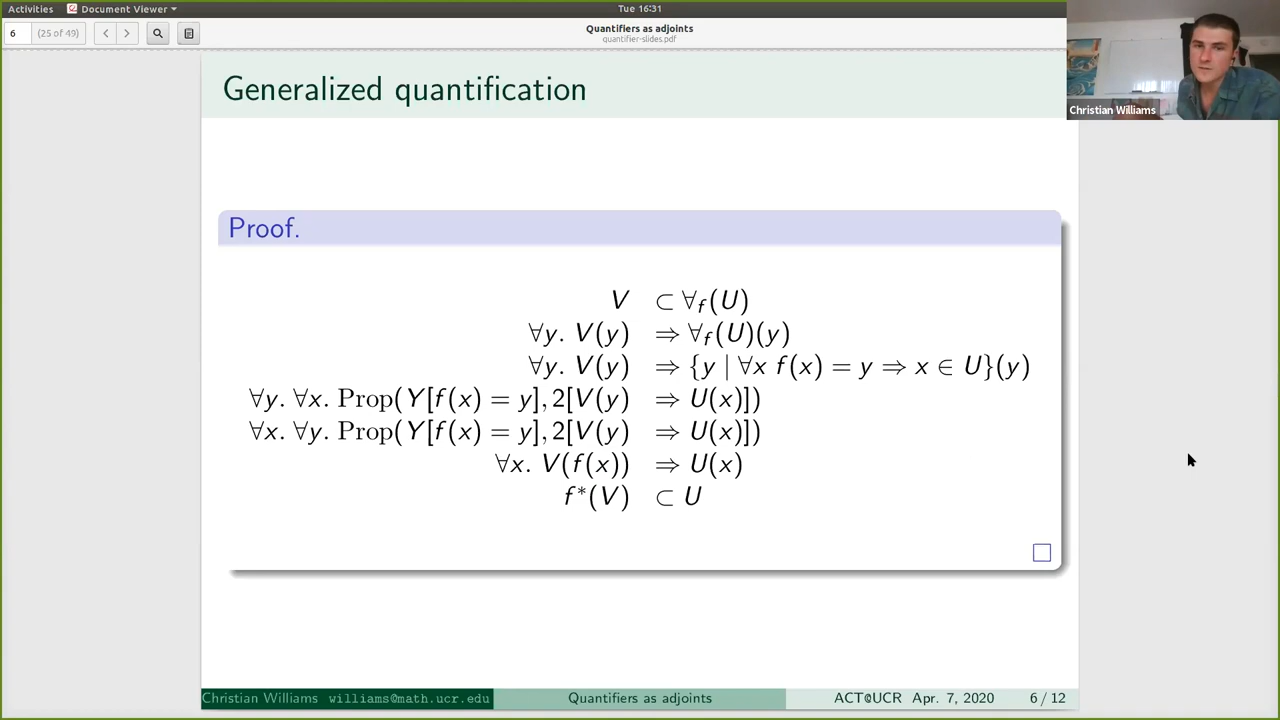 Activities Document Viewer Tue 16:31
6 (25 of 49) Quantifiers as adjoints
quantifier-slides.pdf
Christian Williams
Generalized quantification
Proof.
V ⊂ ∀f(U)
∀y. V(y) ⇒ ∀f(U)(y)
∀y. V(y) ⇒ {y | ∀x f(x) = y ⇒ x ∈ U}(y)
∀y. ∀x. Prop(Y[f(x) = y], 2[V(y) ⇒ U(x)])
∀x. ∀y. Prop(Y[f(x) = y], 2[V(y) ⇒ U(x)])
∀x. V(f(x)) ⇒ U(x)
f*(V) ⊂ U
Christian Williams williams@math.ucr.edu Quantifiers as adjoints ACT@UCR Apr. 7, 2020 6 / 12